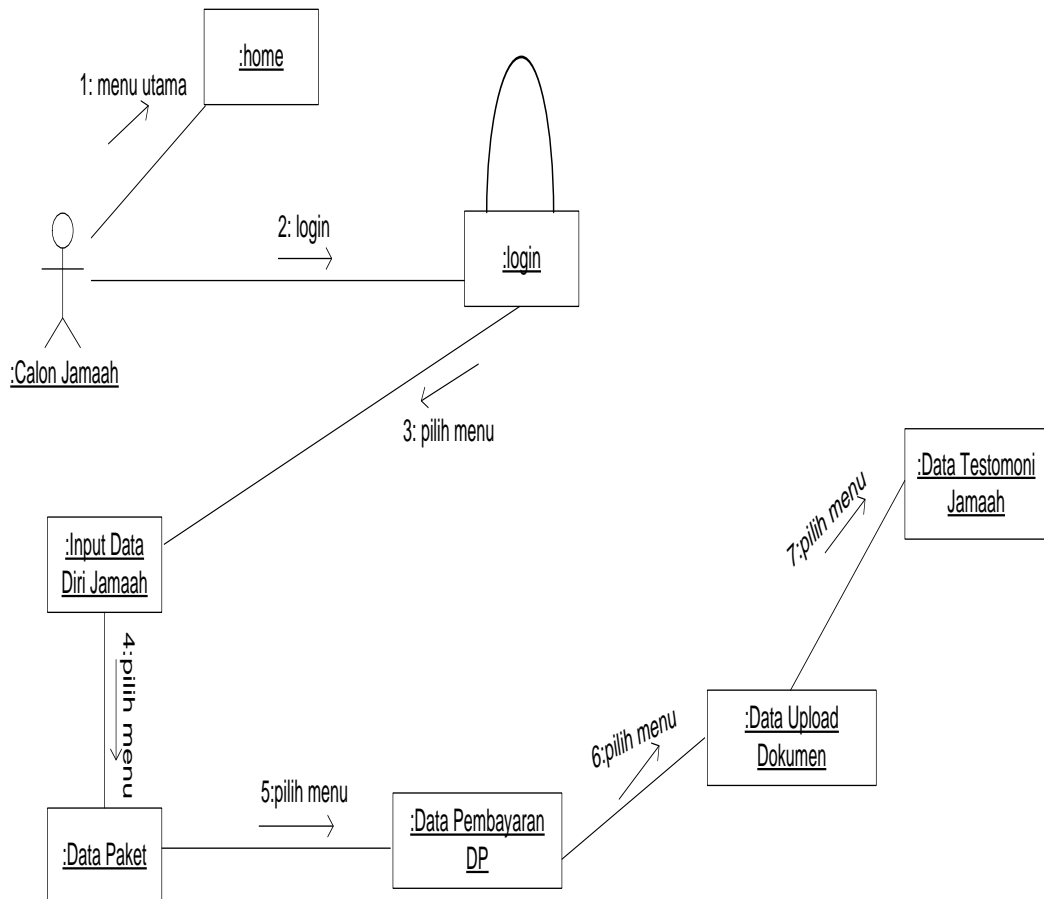 :home
1: menu utama
2: login
:login
:Calon Jamaah
3: pilih menu
:Data Testomoni
Jamaah
7:pilih menu
:Input Data
Diri Jamaah
4:pilih menu
:Data Upload
Dokumen
6:pilih menu
5:pilih menu
:Data Pembayaran
DP
:Data Paket